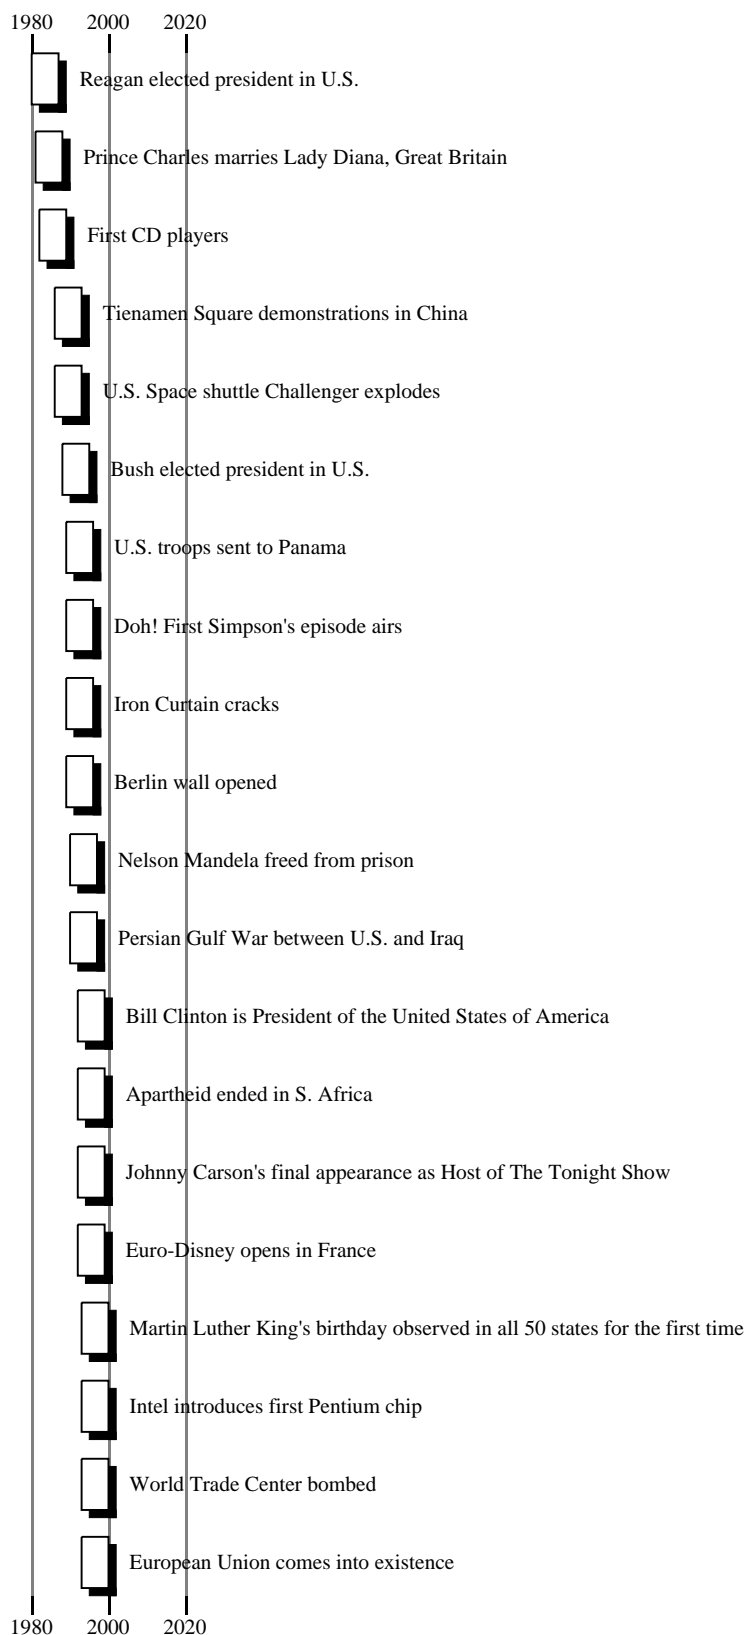 1980 2000 2020
Reagan elected president in U.S.
Prince Charles marries Lady Diana, Great Britain
First CD players
Tienamen Square demonstrations in China
U.S. Space shuttle Challenger explodes
Bush elected president in U.S.
U.S. troops sent to Panama
Doh! First Simpson's episode airs
Iron Curtain cracks
Berlin wall opened
Nelson Mandela freed from prison
Persian Gulf War between U.S. and Iraq
Bill Clinton is President of the United States of America
Apartheid ended in S. Africa
Johnny Carson's final appearance as Host of The Tonight Show
Euro-Disney opens in France
Martin Luther King's birthday observed in all 50 states for the first time
Intel introduces first Pentium chip
World Trade Center bombed
European Union comes into existence
1980 2000 2020